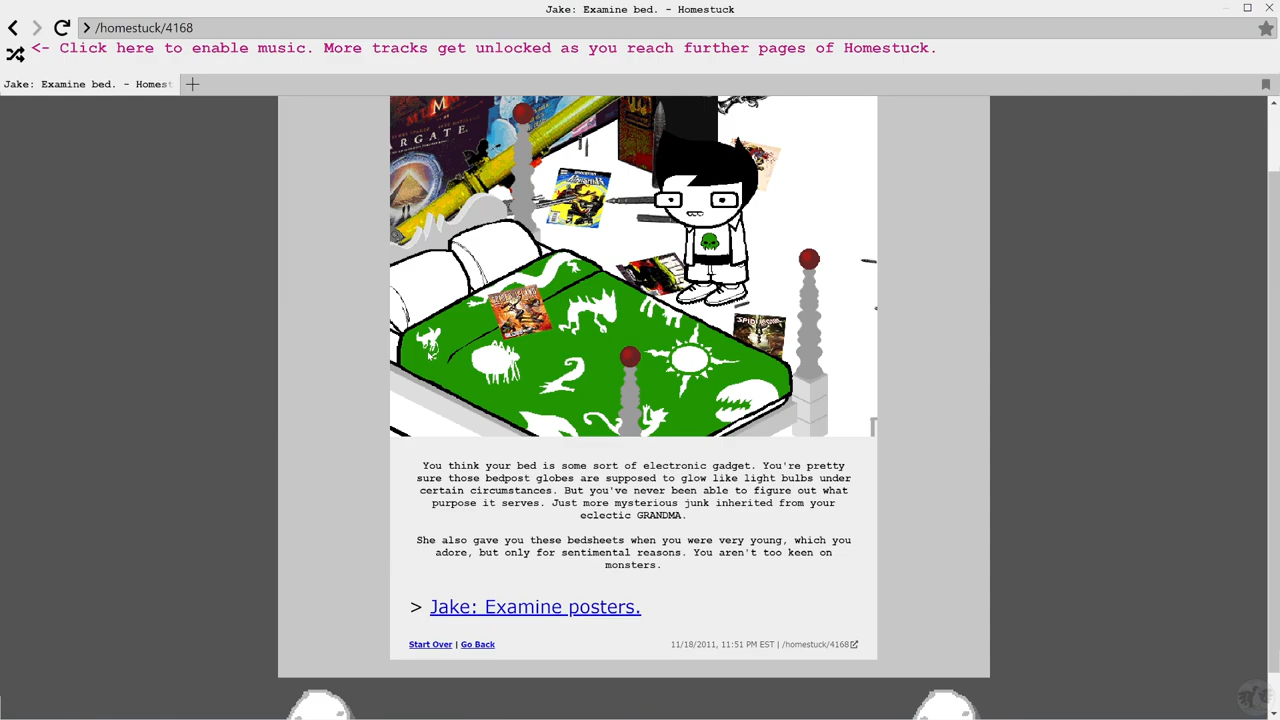 Jake: Examine bed. - Homestuck
/homestuck/4168
<- Click here to enable music. More tracks get unlocked as you reach further pages of Homestuck.
Jake: Examine bed. - Homest
ARGATE
You think your bed is some sort of electronic gadget. You're pretty
sure those bedpost globes are supposed to glow like light bulbs under
certain circumstances. But you've never been able to figure out what
purpose it serves. Just more mysterious junk inherited from your
eclectic GRANDMA.
She also gave you these bedsheets when you were very young, which you
adore, but only for sentimental reasons. You aren't too keen on
monsters.
> Jake: Examine posters.
Start Over | Go Back
11/18/2011, 11:51 PM EST | /homestuck/4168